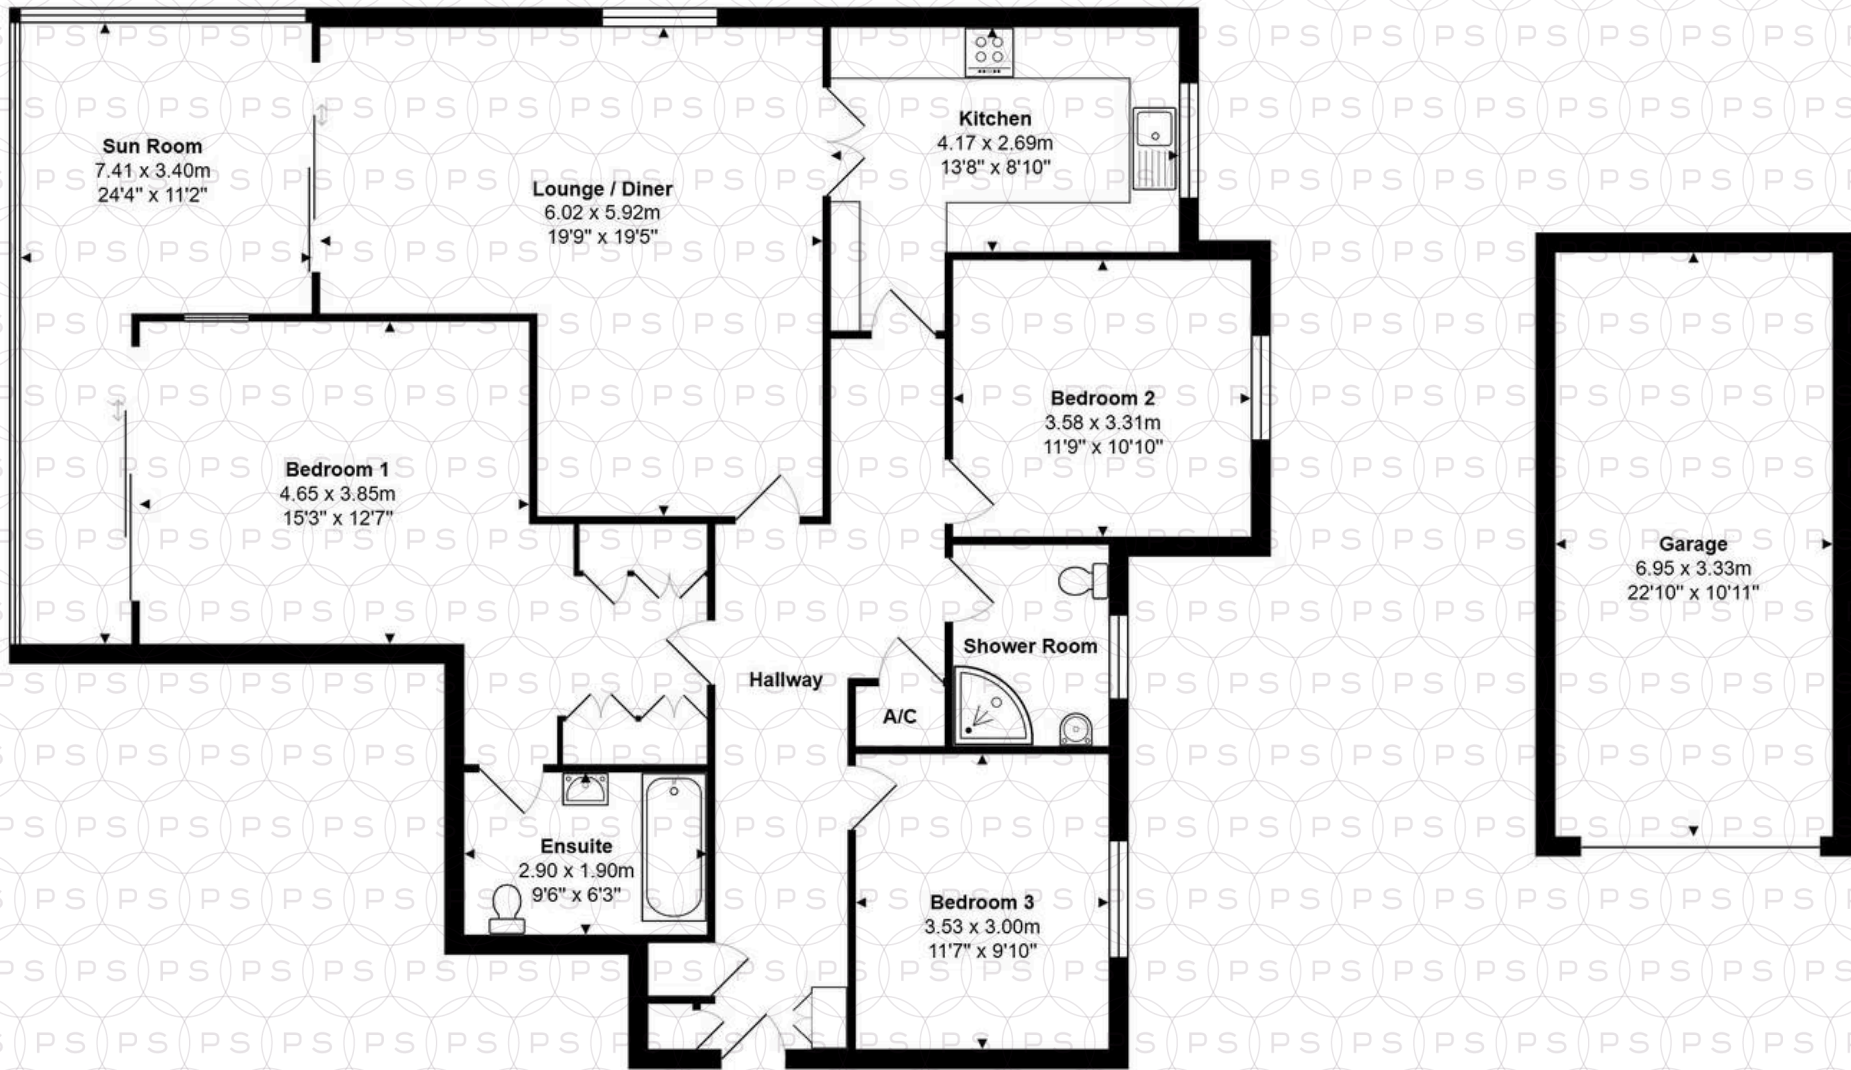 Sun Room
7.41 x 3.40m
24'4" x 11'2"
Lounge / Diner
6.02 x 5.92m
19'9" x 19'5"
Kitchen
4.17 x 2.69m
13'8" x 8'10"
Bedroom 2
3.58 x 3.31m
11'9" x 10'10"
Bedroom 1
4.65 x 3.85m
15'3" x 12'7"
Garage
6.95 x 3.33m
22'10" x 10'11"
Shower Room
Hallway
A/C
Ensuite
2.90 x 1.90m
9'6" x 6'3"
Bedroom 3
3.53 x 3.00m
11'7" x 9'10"
PS